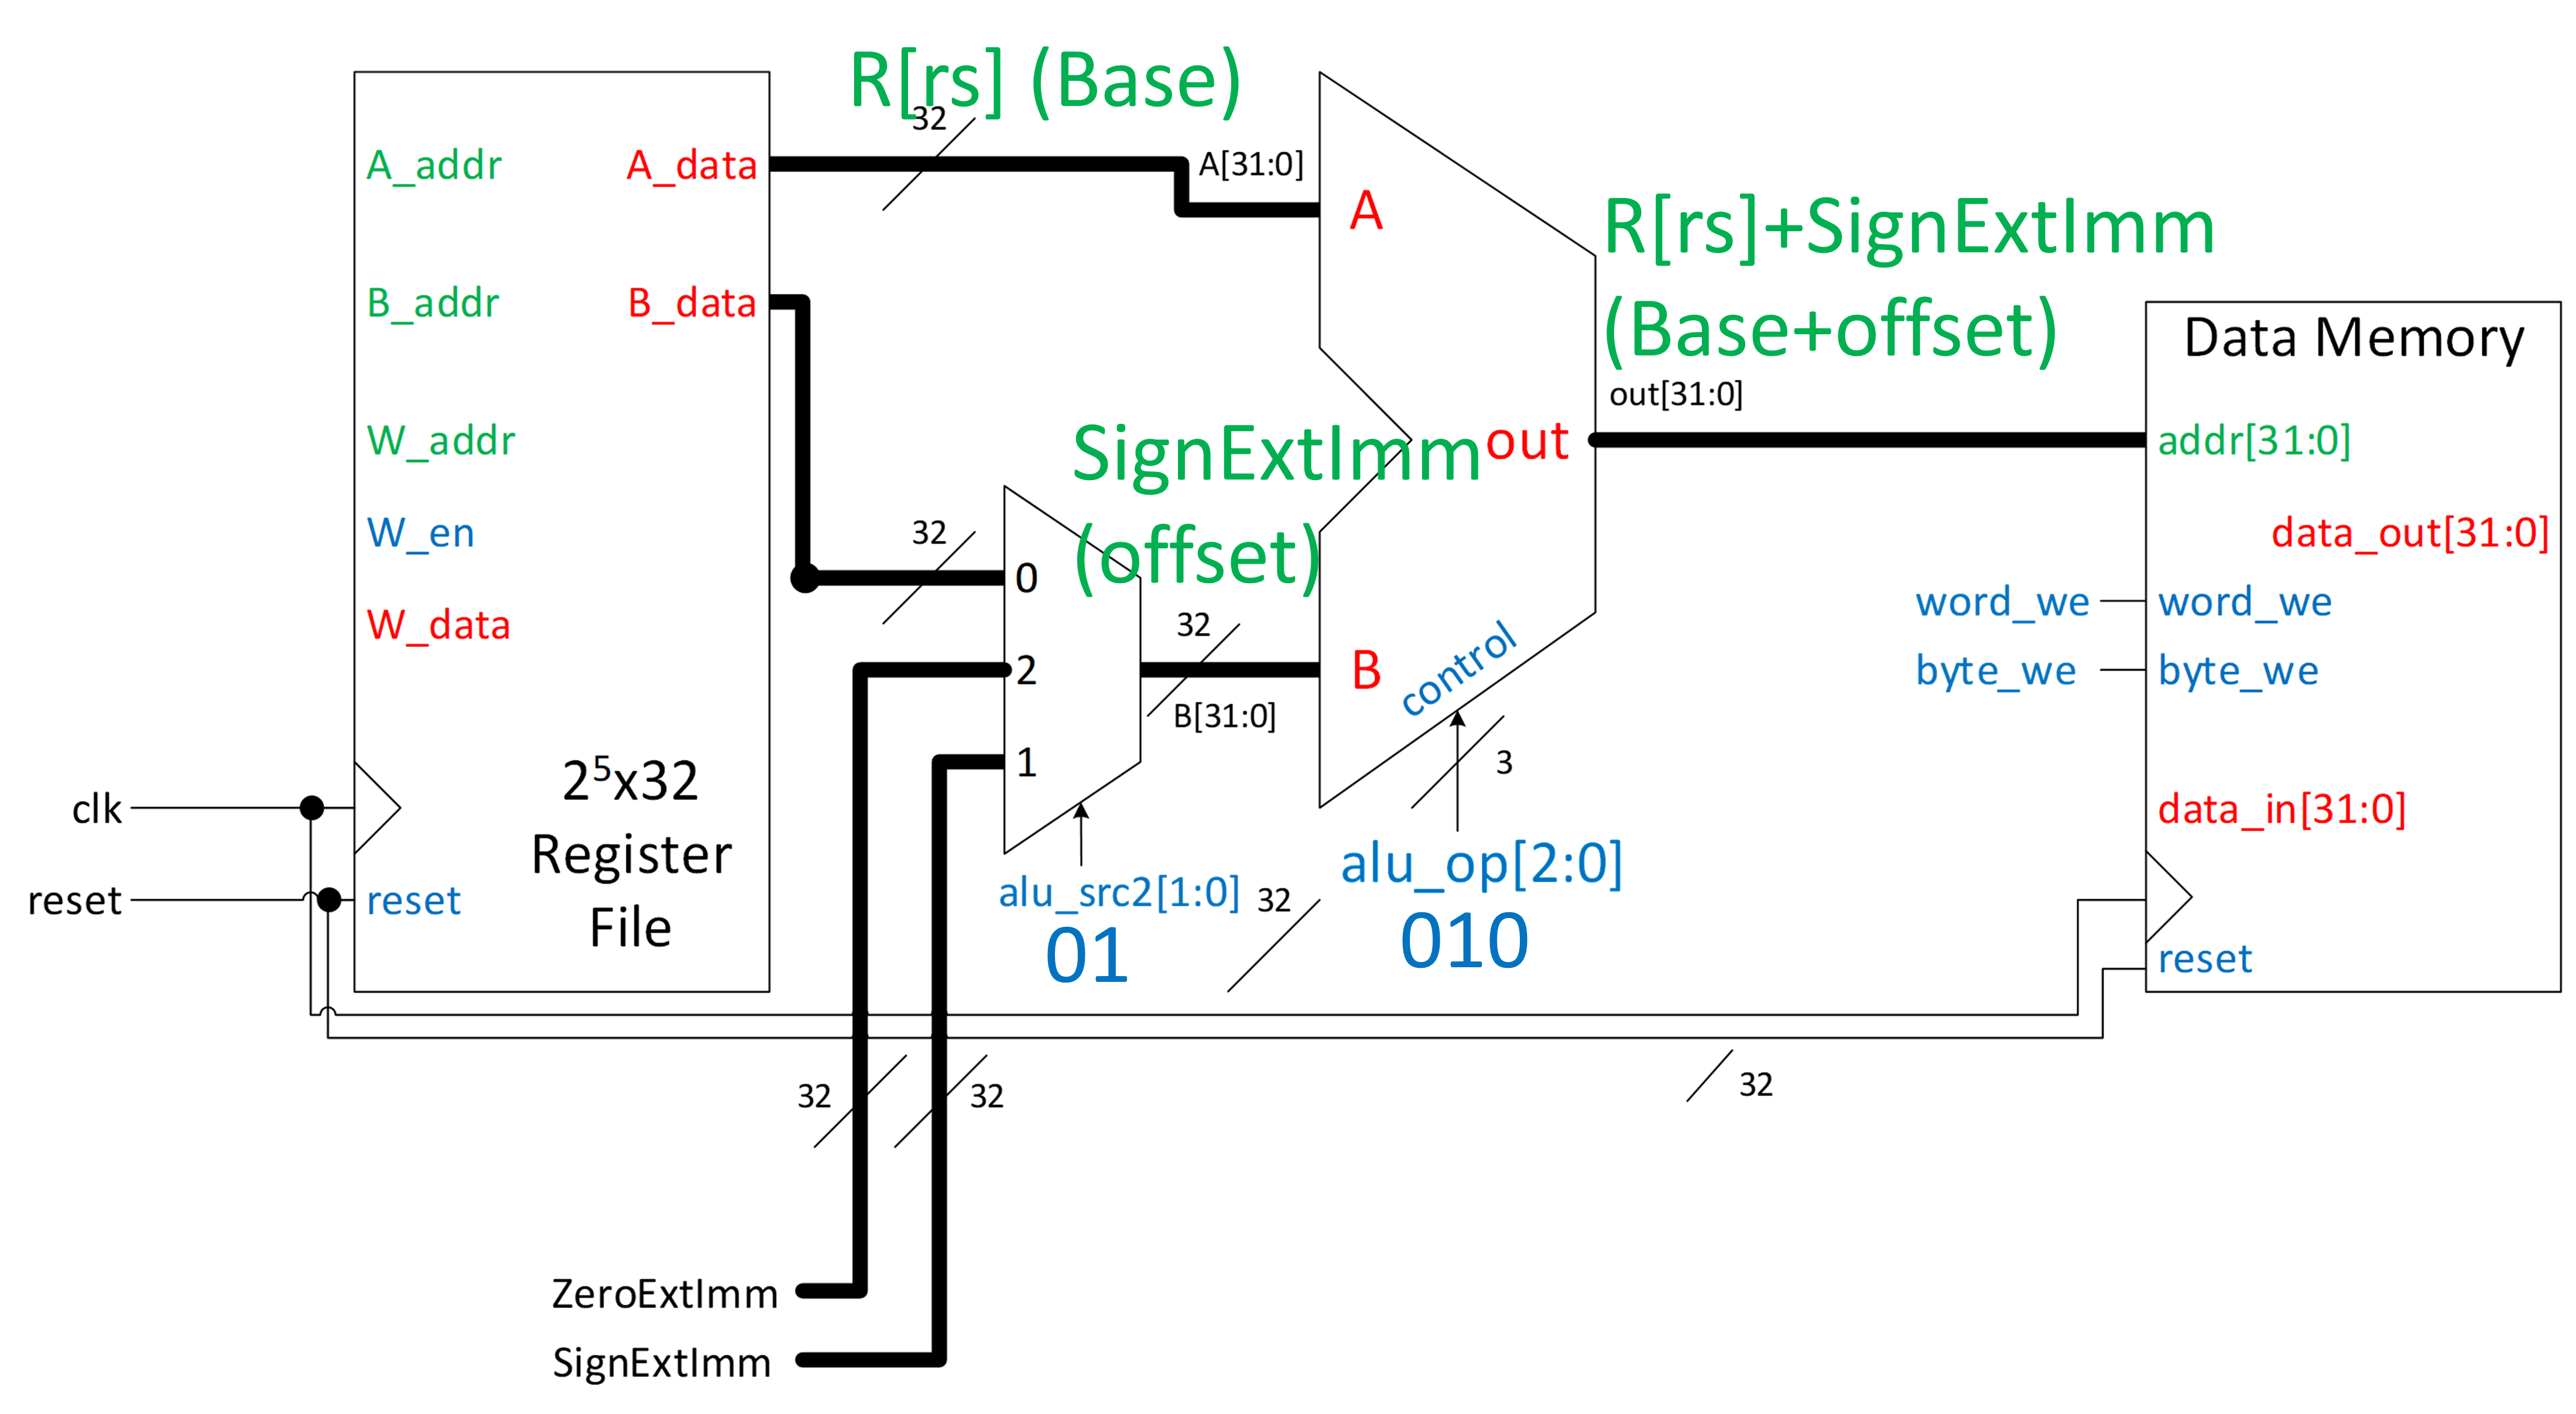 R[rs] (Base)
32
A_addr
A_data
A[31:0]
A
R[rs]+SignExtImm
(Base+offset)
B_addr
B_data
Data Memory
out[31:0]
W_addr
SignExtImm
(offset)
out
addr[31:0]
W_en
32
data_out[31:0]
0
word_we
word_we
W_data
32
2
B
control
byte_we
byte_we
B[31:0]
1
3
2⁵x32
Register
File
clk
data_in[31:0]
reset
reset
alu_src2[1:0]
01
32
alu_op[2:0]
010
reset
32
32
32
ZeroExtImm
SignExtImm